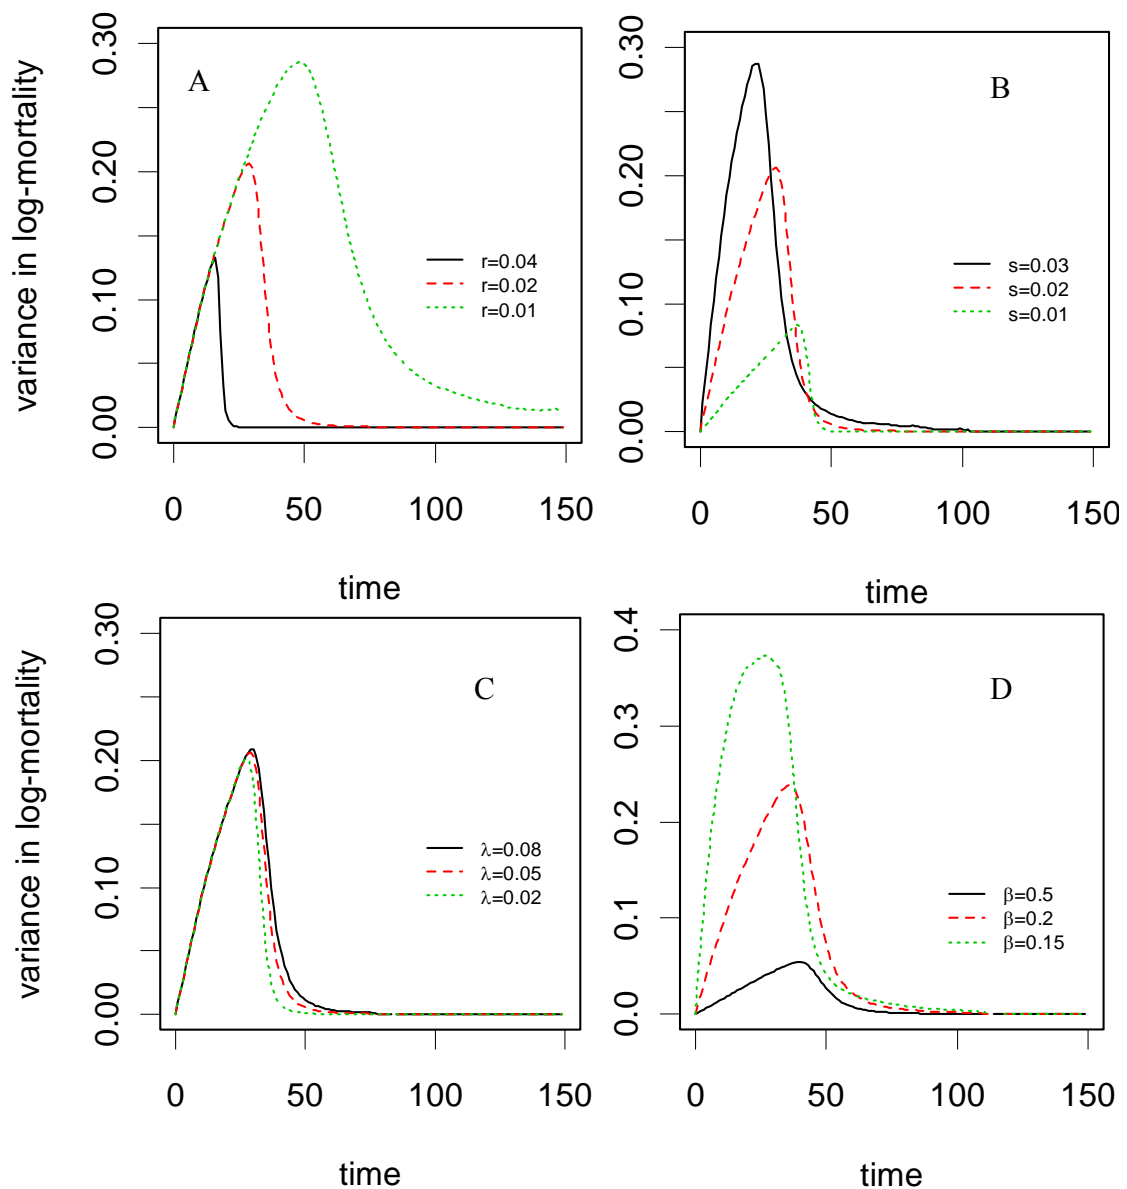 variance in log-mortality
0.00 0.10 0.20 0.30
A
r=0.04
r=0.02
r=0.01
0 50 100 150
time
0.00 0.10 0.20 0.30
B
s=0.03
s=0.02
s=0.01
0 50 100 150
time
variance in log-mortality
0.00 0.10 0.20 0.30
C
λ=0.08
λ=0.05
λ=0.02
0 50 100 150
time
0.0 0.1 0.2 0.3 0.4
D
β=0.5
β=0.2
β=0.15
0 50 100 150
time